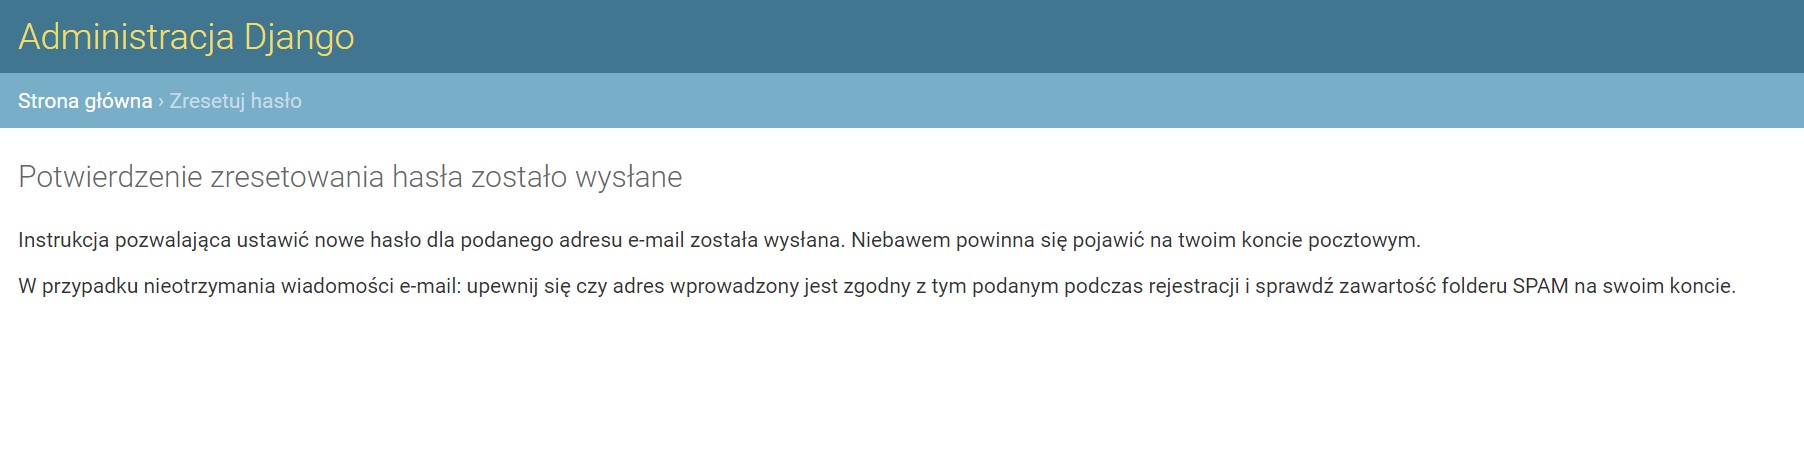 Administracja Django
Strona główna › Zresetuj hasło
Potwierdzenie zresetowania hasła zostało wysłane
Instrukcja pozwalająca ustawić nowe hasło dla podanego adresu e-mail została wysłana. Niebawem powinna się pojawić na twoim koncie pocztowym.
W przypadku nieotrzymania wiadomości e-mail: upewnij się czy adres wprowadzony jest zgodny z tym podanym podczas rejestracji i sprawdź zawartość folderu SPAM na swoim koncie.